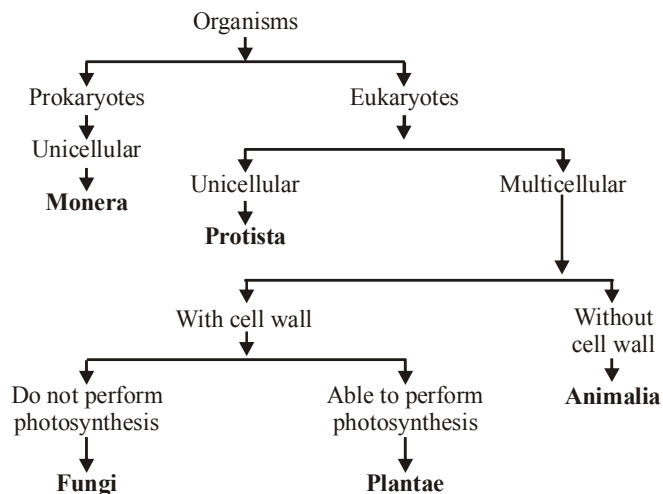 Organisms
Prokaryotes
Eukaryotes
Unicellular
Monera
Unicellular
Multicellular
Protista
With cell wall
Without
cell wall
Animalia
Do not perform
photosynthesis
Able to perform
photosynthesis
Fungi
Plantae